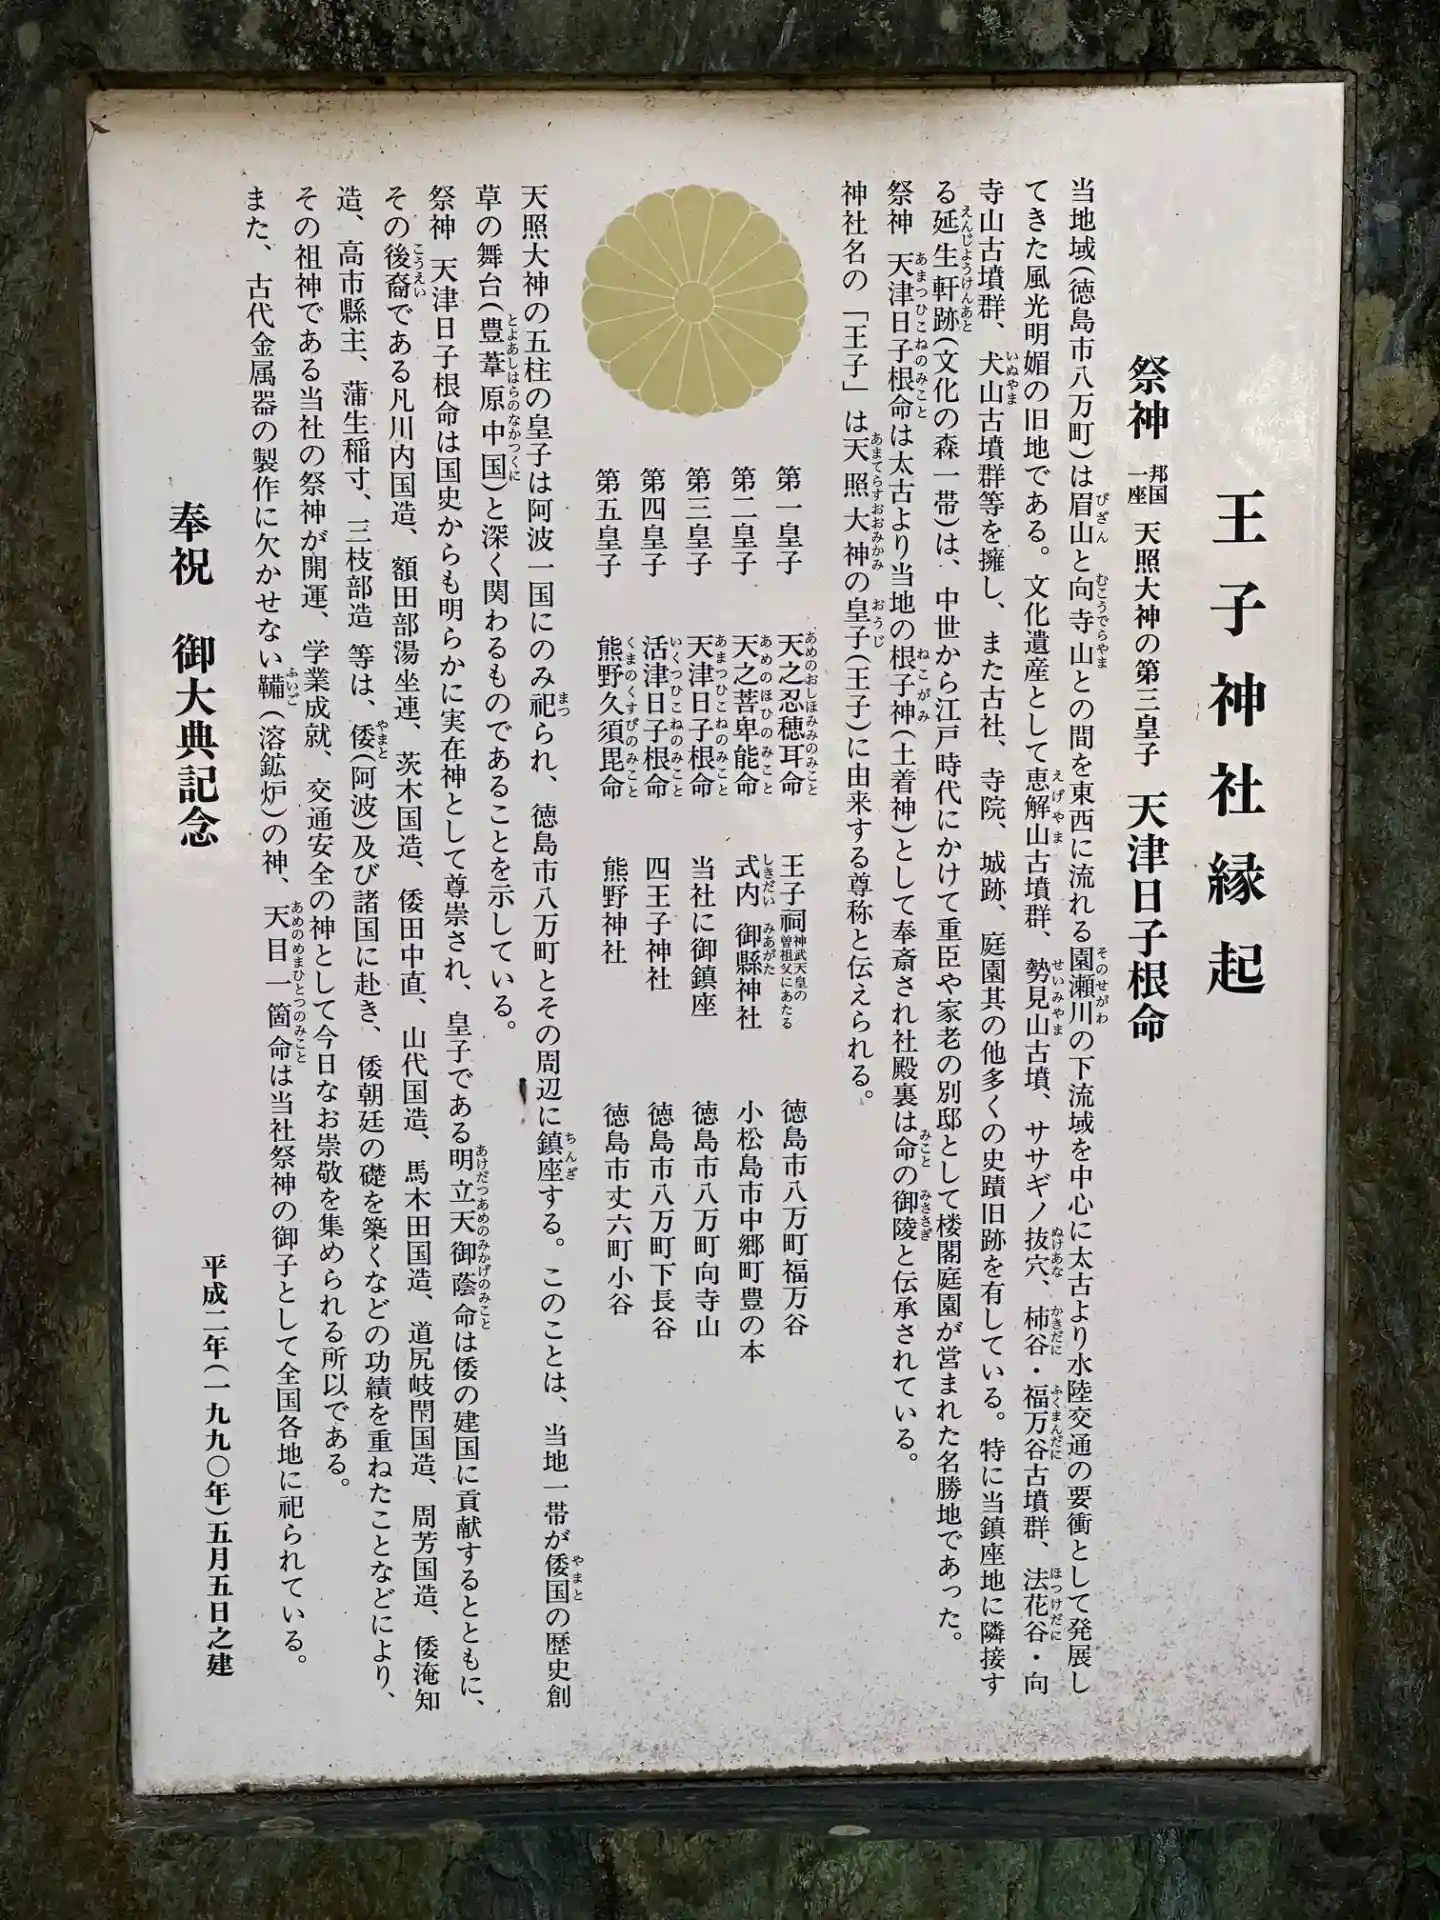 王子神社縁起
祭神 邦国一座 天照大神の第三皇子 天津日子根命
当地域(徳島市八万町)は眉山と向寺山との間を東西に流れる園瀬川の下流域を中心に太古より水陸交通の要衝として発展し
てきた風光明媚の旧地である。文化遺産として恵解山古墳群、勢見山古墳、ササギノ抜穴、柿谷・福万谷古墳群、法花谷・向
寺山古墳群、犬山古墳群等を擁し、また古社、寺院、城跡、庭園其の他多くの史蹟旧跡を有している。特に当鎮座地に隣接す
る延生軒跡(文化の森一帯)は、中世から江戸時代にかけて重臣や家老の別邸として楼閣庭園が営まれた名勝地であった。
祭神 天津日子根命は太古より当地の根子神(土着神)として奉斎され社殿裏は命の御陵と伝承されている。
神社名の「王子」は天照大神の皇子(王子)に由来する尊称と伝えられる。
第一皇子 天之忍穂耳命 王子祠 神武天皇の曽祖父にあたる 徳島市八万町福万谷
第二皇子 天之菩卑能命 式内 御縣神社 小松島市中郷町豊の本
第三皇子 天津日子根命 当社に御鎮座 徳島市八万町向寺山
第四皇子 活津日子根命 四王子神社 徳島市八万町下長谷
第五皇子 熊野久須毘命 熊野神社 徳島市丈六町小谷
天照大神の五柱の皇子は阿波一国にのみ祀られ、徳島市八万町とその周辺に鎮座する。このことは、当地一帯が倭国の歴史創
草の舞台(豊葦原中国)と深く関わるものであることを示している。
祭神 天津日子根命は国史からも明らかに実在神として尊崇され、皇子である明立天御蔭命は倭の建国に貢献するとともに、
その後裔である凡川内国造、額田部湯坐連、茨木国造、倭田中直、山代国造、馬木田国造、道尻岐閇国造、周芳国造、倭淹知
造、高市縣主、蒲生稲寸、三枝部造 等は、倭(阿波)及び諸国に赴き、倭朝廷の礎を築くなどの功績を重ねたことなどにより、
その祖神である当社の祭神が開運、学業成就、交通安全の神として今日なお崇敬を集められる所以である。
また、古代金属器の製作に欠かせない鞴(溶鉱炉)の神、天目一箇命は当社祭神の御子として全国各地に祀られている。
奉祝 御大典記念
平成二年(一九九〇年)五月五日之建